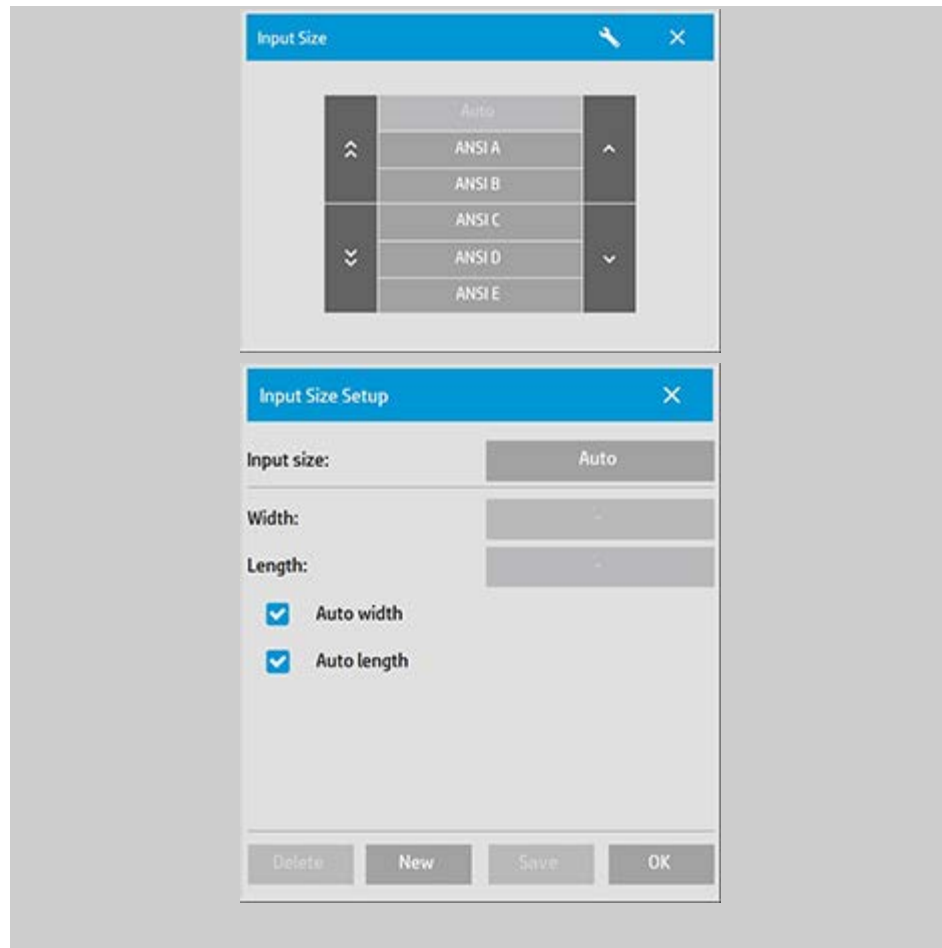 Input Size
Auto
ANSI A
ANSI B
ANSI C
ANSI D
ANSI E
Input Size Setup
Input size: Auto
Width: -
Length: -
Auto width
Auto length
Delete New Save OK